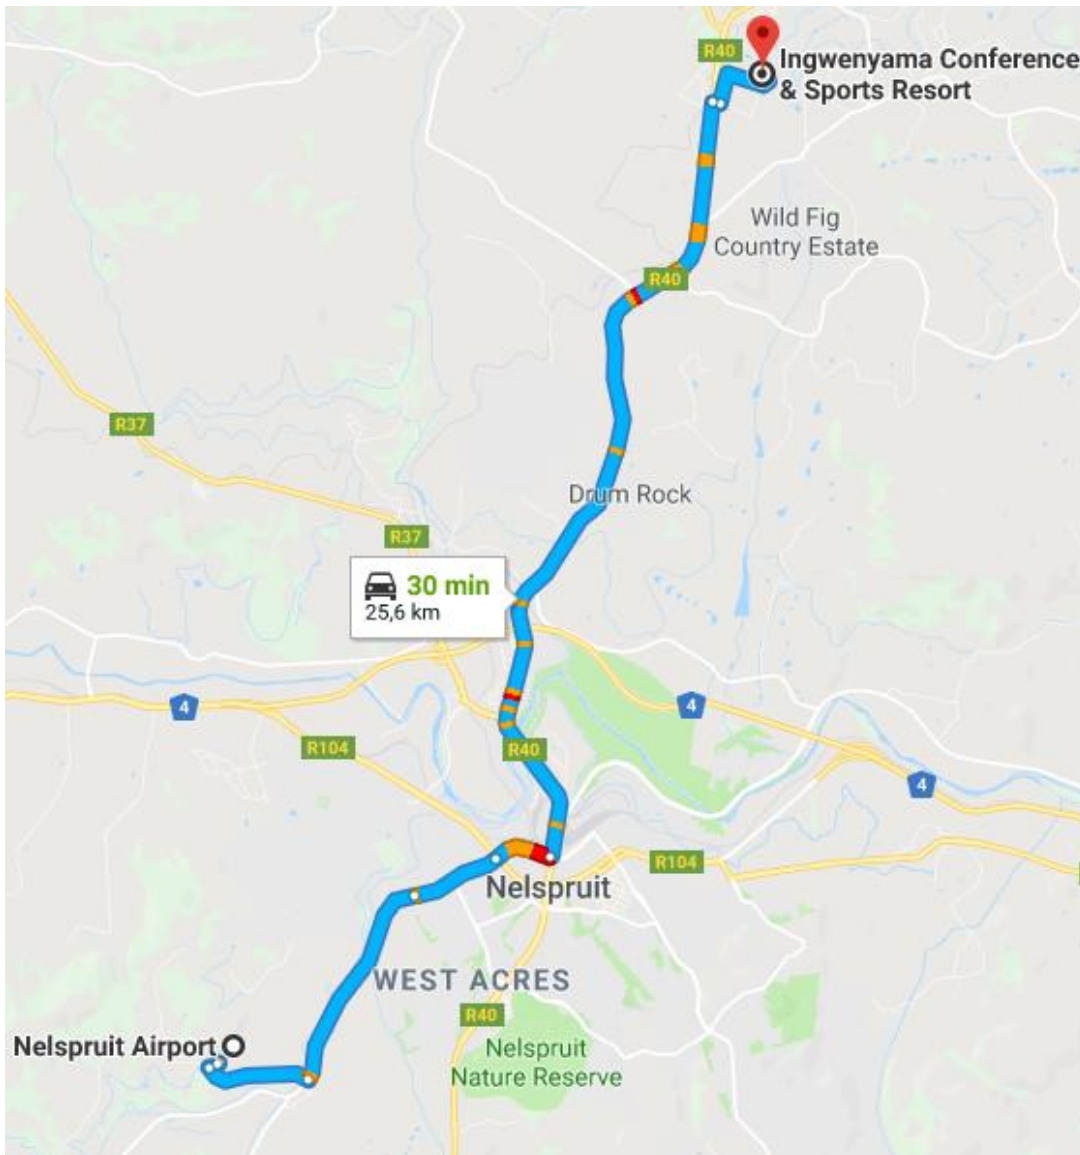 R40
Ingwenyama Conference
& Sports Resort
Wild Fig
Country Estate
R40
R37
Drum Rock
R37
30 min
25,6 km
4
4
R104
R40
4
R104
Nelspruit
WEST ACRES
R40
Nelspruit Airport
Nelspruit
Nature Reserve